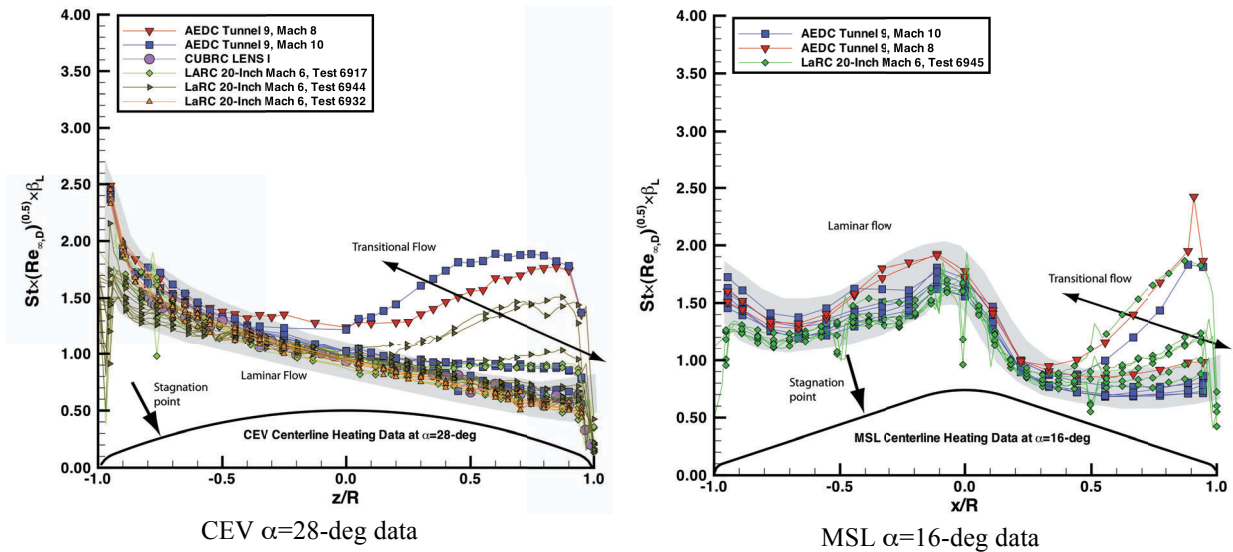 4.00
3.50
3.00
2.50
2.00
1.50
1.00
0.50
0.00
St×(Re∞,D)^(0.5)×βL
AEDC Tunnel 9, Mach 8
AEDC Tunnel 9, Mach 10
CUBRC LENS I
LARC 20-Inch Mach 6, Test 6917
LaRC 20-Inch Mach 6, Test 6944
LaRC 20-Inch Mach 6, Test 6932
Transitional Flow
Laminar Flow
Stagnation
point
CEV Centerline Heating Data at α=28-deg
-1.0 -0.5 0.0 0.5 1.0
z/R
CEV α=28-deg data
4.00
3.50
3.00
2.50
2.00
1.50
1.00
0.50
0.00
St×(Re∞,D)^(0.5)×βL
AEDC Tunnel 9, Mach 10
AEDC Tunnel 9, Mach 8
LaRC 20-Inch Mach 6, Test 6945
Laminar flow
Transitional flow
Stagnation
point
MSL Centerline Heating Data at α=16-deg
-1.0 -0.5 0.0 0.5 1.0
x/R
MSL α=16-deg data